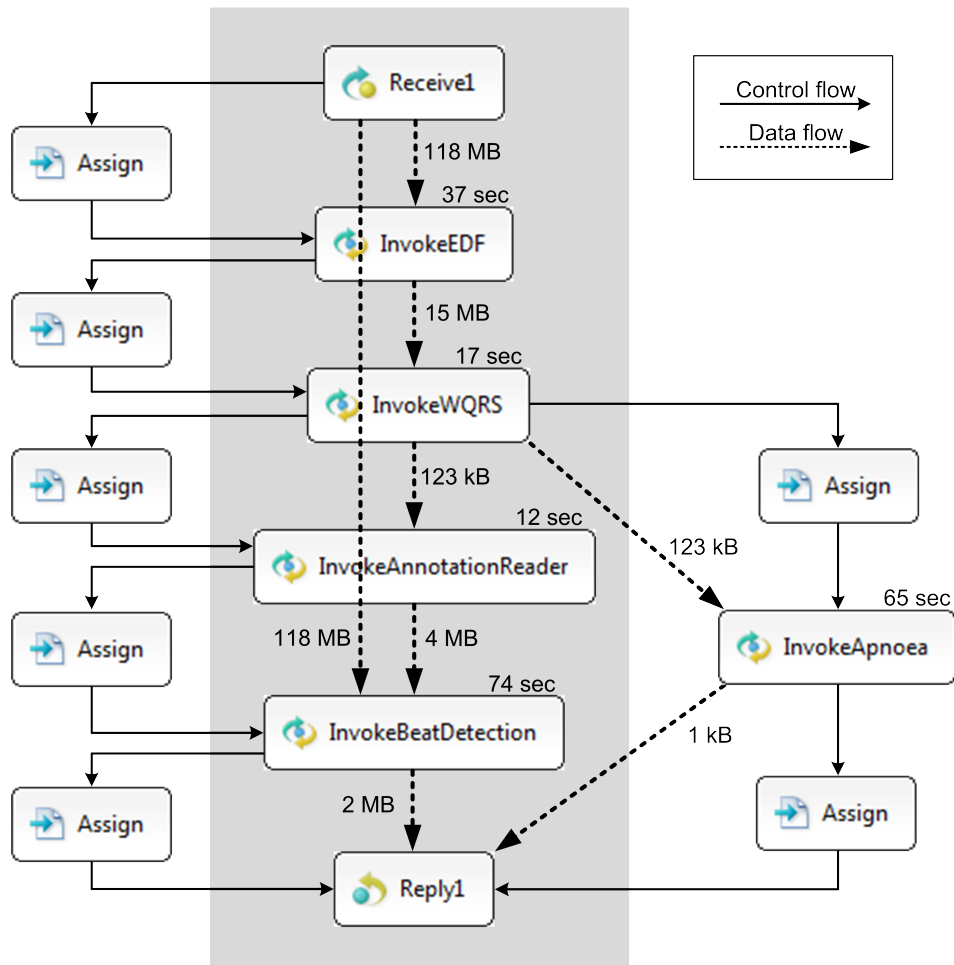 Receive1
Control flow
Data flow
Assign
118 MB
37 sec
InvokeEDF
Assign
15 MB
17 sec
InvokeWQRS
Assign
123 kB
Assign
12 sec
123 kB
InvokeAnnotationReader
65 sec
Assign
118 MB
4 MB
InvokeApnoea
74 sec
InvokeBeatDetection
1 kB
Assign
2 MB
Assign
Reply1